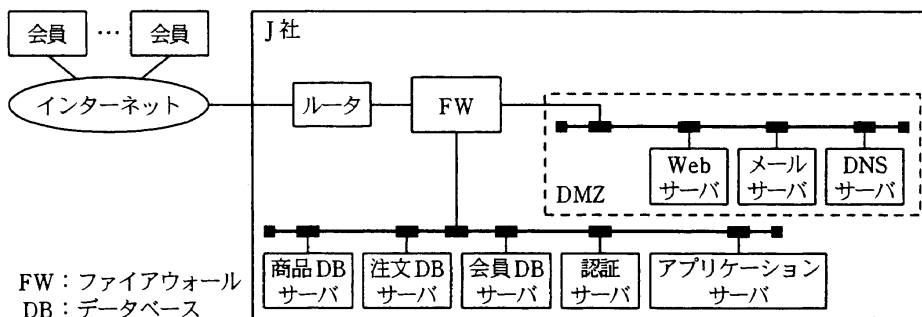 会員 … 会員
J社
インターネット
ルータ
FW
Web
サーバ
メール
サーバ
DNS
サーバ
DMZ
商品DB
サーバ
注文DB
サーバ
会員DB
サーバ
認証
サーバ
アプリケーション
サーバ
FW：ファイアウォール
DB：データベース